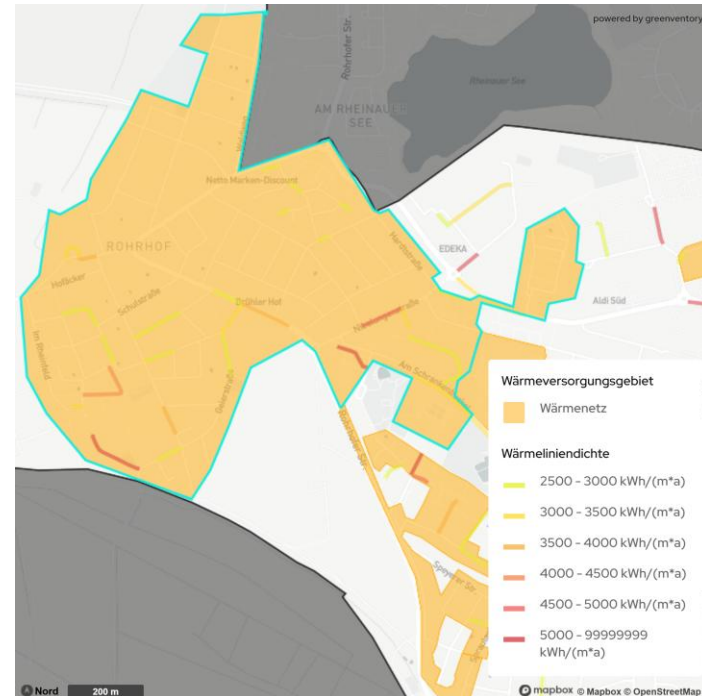 powered by greenventory
Rohrhofer Str.
Rheinauer See
AM RHEINAUER
SEE
Netto Marken-Discount
ROHRHOF
Hardtstraße
EDEKA
Hofäcker
Schulstraße
Brühler Hof
Aldi Süd
Im Rheinfeld
Geierstraße
Rohrhofer Str.
Speyerer Str.
Wärmeversorgungsgebiet
Wärmenetz
Wärmeliniendichte
2500 - 3000 kWh/(m*a)
3000 - 3500 kWh/(m*a)
3500 - 4000 kWh/(m*a)
4000 - 4500 kWh/(m*a)
4500 - 5000 kWh/(m*a)
5000 - 99999999
kWh/(m*a)
Nord
200 m
mapbox © Mapbox © OpenStreetMap